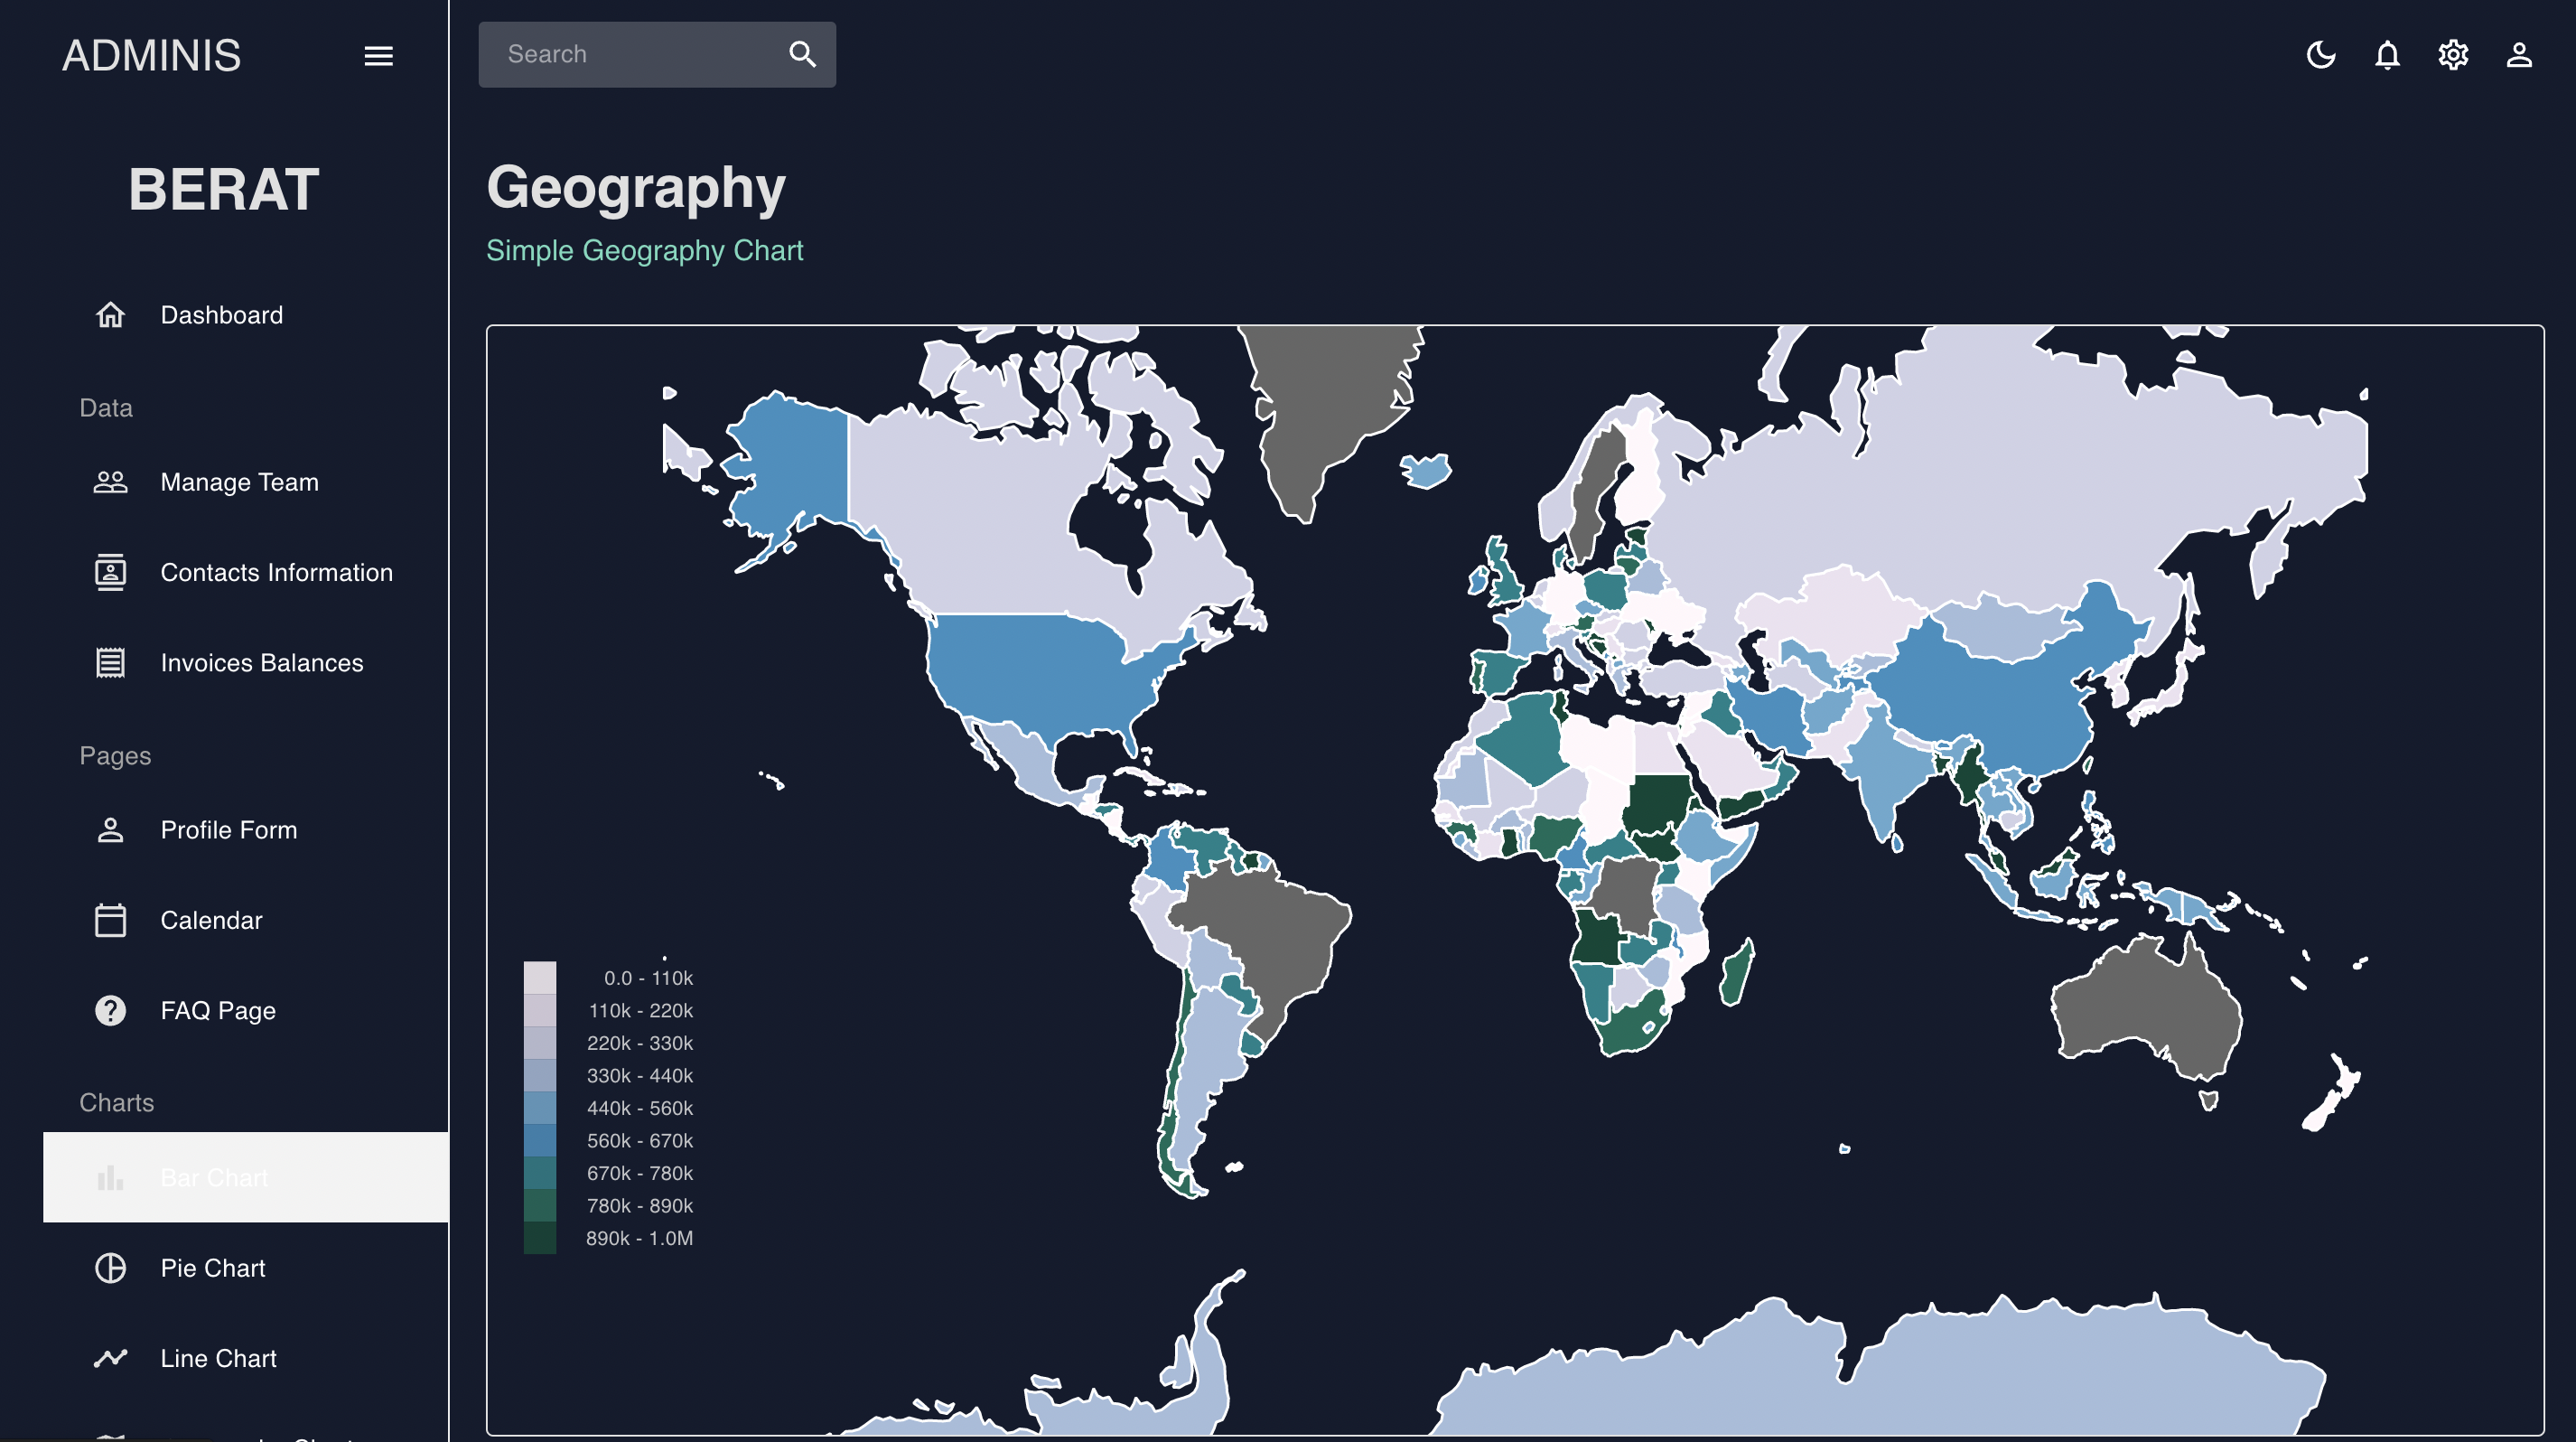 ADMINIS
Search
BERAT
Geography
Simple Geography Chart
Dashboard
Data
Manage Team
Contacts Information
Invoices Balances
Pages
Profile Form
Calendar
FAQ Page
Charts
Bar Chart
Pie Chart
Line Chart
0.0 - 110k
110k - 220k
220k - 330k
330k - 440k
440k - 560k
560k - 670k
670k - 780k
780k - 890k
890k - 1.0M